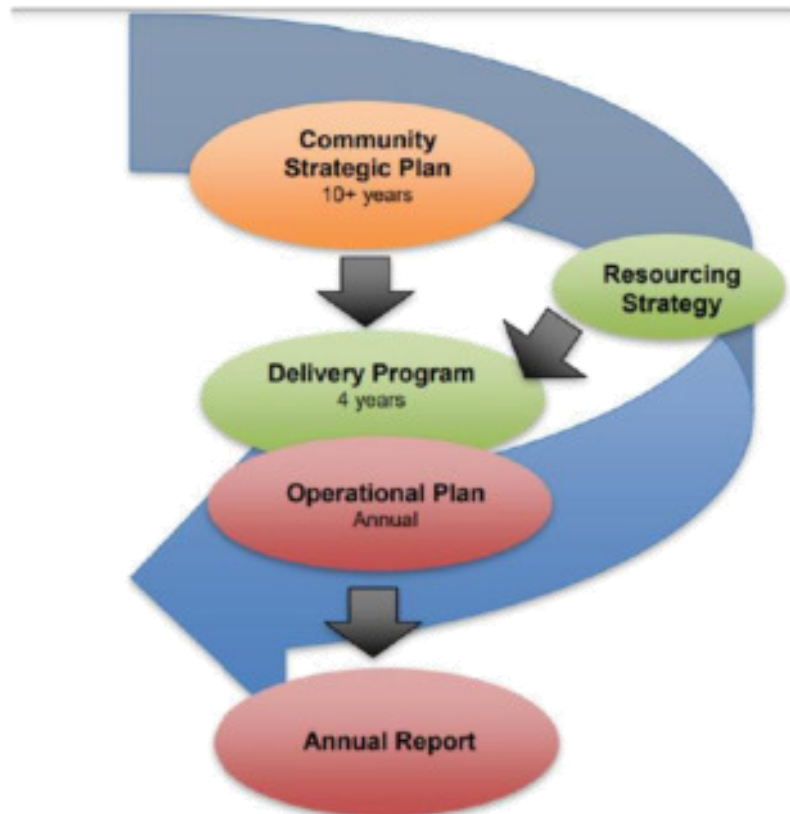 Community
Strategic Plan
10+ years
Resourcing
Strategy
Delivery Program
4 years
Operational Plan
Annual
Annual Report